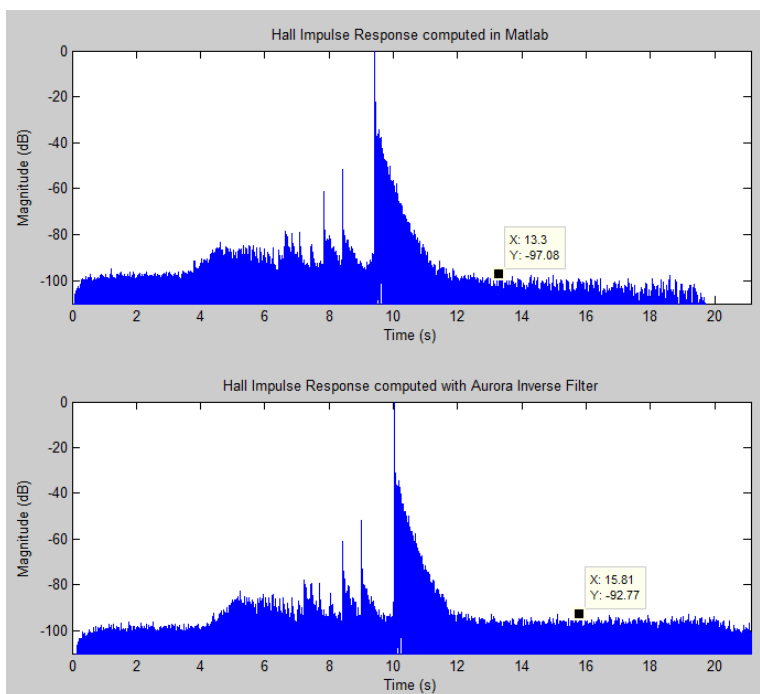 Hall Impulse Response computed in Matlab
0
-20
-40
-60
-80
-100
Magnitude (dB)
X: 13.3
Y: -97.08
0 2 4 6 8 10 12 14 16 18 20
Time (s)
Hall Impulse Response computed with Aurora Inverse Filter
0
-20
-40
-60
-80
-100
Magnitude (dB)
X: 15.81
Y: -92.77
0 2 4 6 8 10 12 14 16 18 20
Time (s)